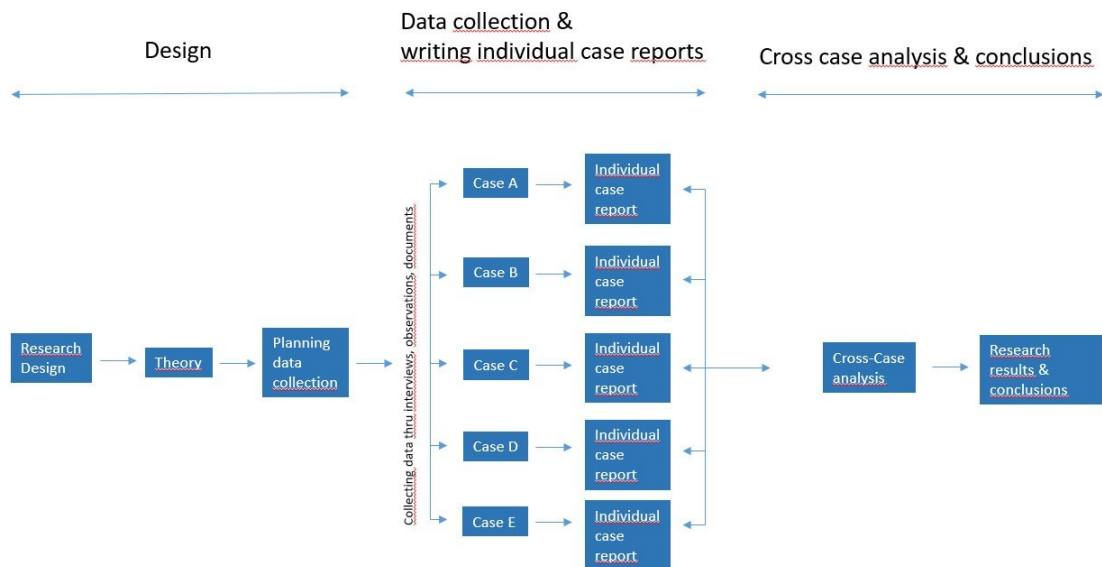 Design
Data collection &
writing individual case reports
Cross case analysis & conclusions
Research
Design
Theory
Planning
data
collection
Collecting data thru interviews, observations, documents
Case A
Individual
case
report
Case B
Individual
case
report
Case C
Individual
case
report
Case D
Individual
case
report
Case E
Individual
case
report
Cross-Case
analysis
Research
results &
conclusions